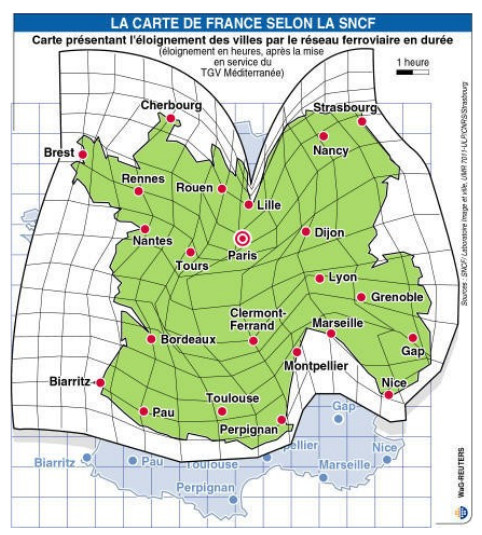 LA CARTE DE FRANCE SELON LA SNCF
Carte présentant l'éloignement des villes par le réseau ferroviaire en durée
(éloignement en heures, après la mise
en service du
TGV Méditerranée)
1 heure
Cherbourg
Strasbourg
Brest
Nancy
Rennes
Rouen
Lille
Nantes
Dijon
Tours
Paris
Lyon
Grenoble
Clermont-
Ferrand
Marseille
Bordeaux
Gap
Montpellier
Biarritz
Nice
Pau
Toulouse
Perpignan
Gap
Biarritz
Pau
Toulouse
pellier
Nice
Marseille
Perpignan
Sources : SNCF/ Laboratoire Image et ville, UMR 7011-ULP/CNRS/Strasbourg
WaG-REUTERS